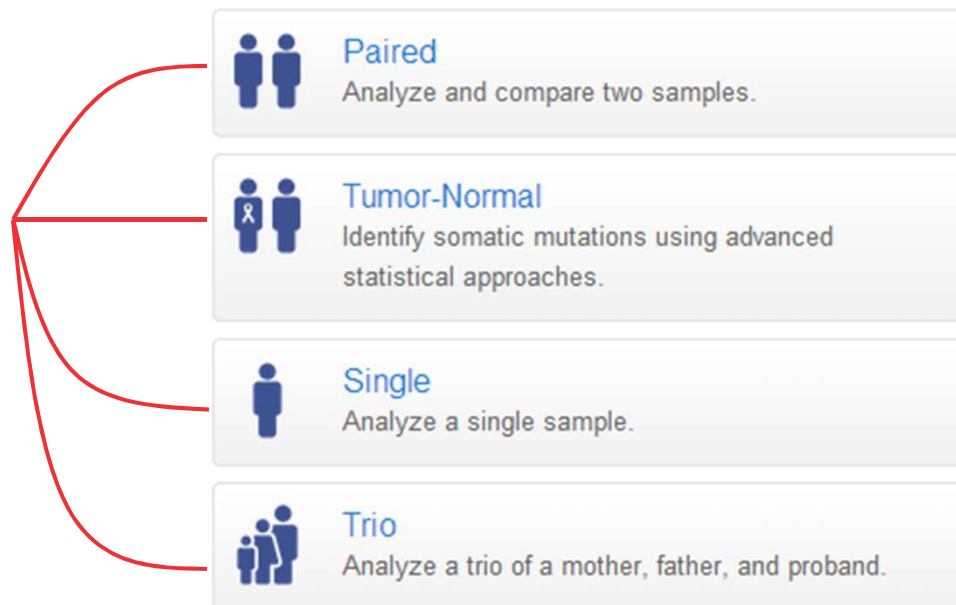 Paired
Analyze and compare two samples.
Tumor-Normal
Identify somatic mutations using advanced
statistical approaches.
Single
Analyze a single sample.
Trio
Analyze a trio of a mother, father, and proband.